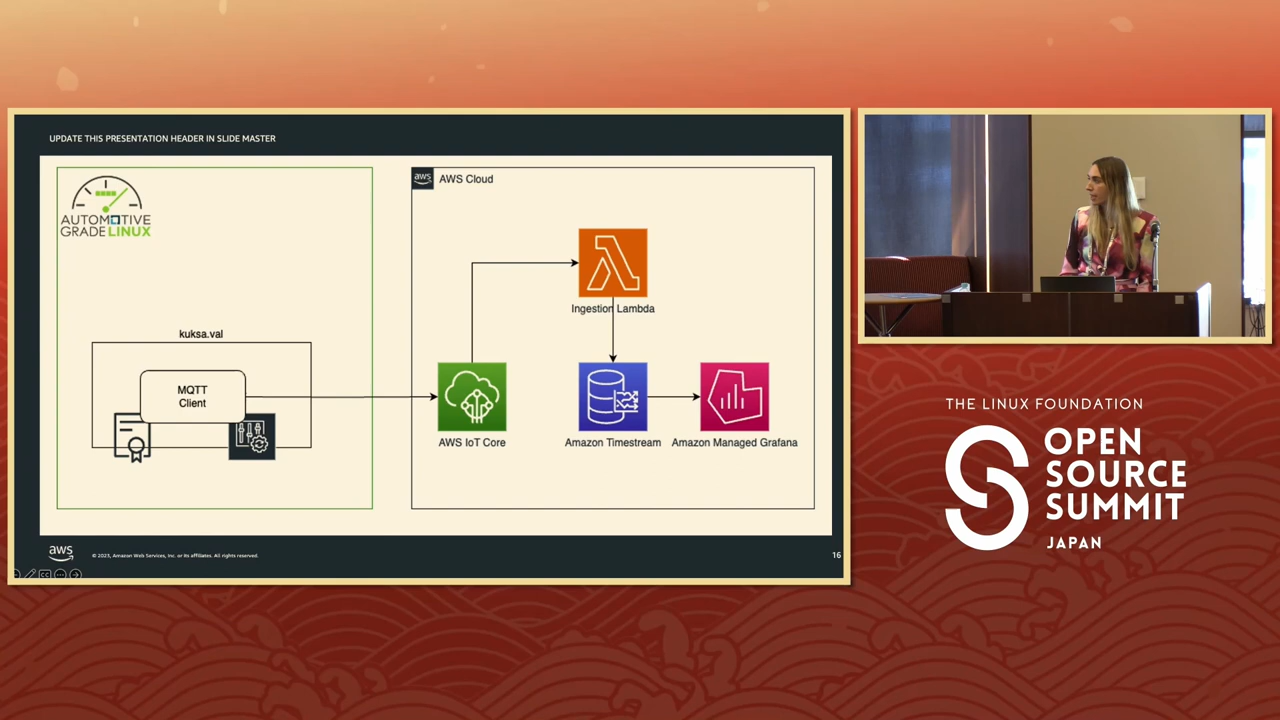 UPDATE THIS PRESENTATION HEADER IN SLIDE MASTER
AUTOMOTIVE
GRADE LINUX
kuksa.val
MQTT
Client
aws
AWS Cloud
Ingestion Lambda
AWS IoT Core
Amazon Timestream
Amazon Managed Grafana
aws
© 2023, Amazon Web Services, Inc. or its affiliates. All rights reserved.
16
THE LINUX FOUNDATION
OPEN
SOURCE
SUMMIT
JAPAN